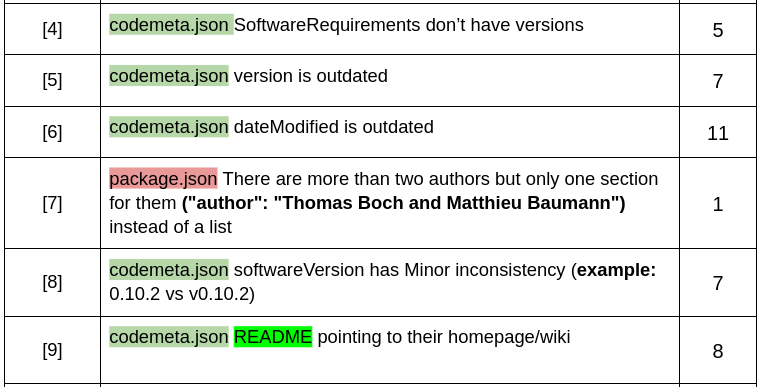 [4] codemeta.json SoftwareRequirements don’t have versions 5
[5] codemeta.json version is outdated 7
[6] codemeta.json dateModified is outdated 11
package.json There are more than two authors but only one section
[7] for them ("author": "Thomas Boch and Matthieu Baumann") 1
instead of a list
[8] codemeta.json softwareVersion has Minor inconsistency (example: 7
0.10.2 vs v0.10.2)
[9] codemeta.json README pointing to their homepage/wiki 8